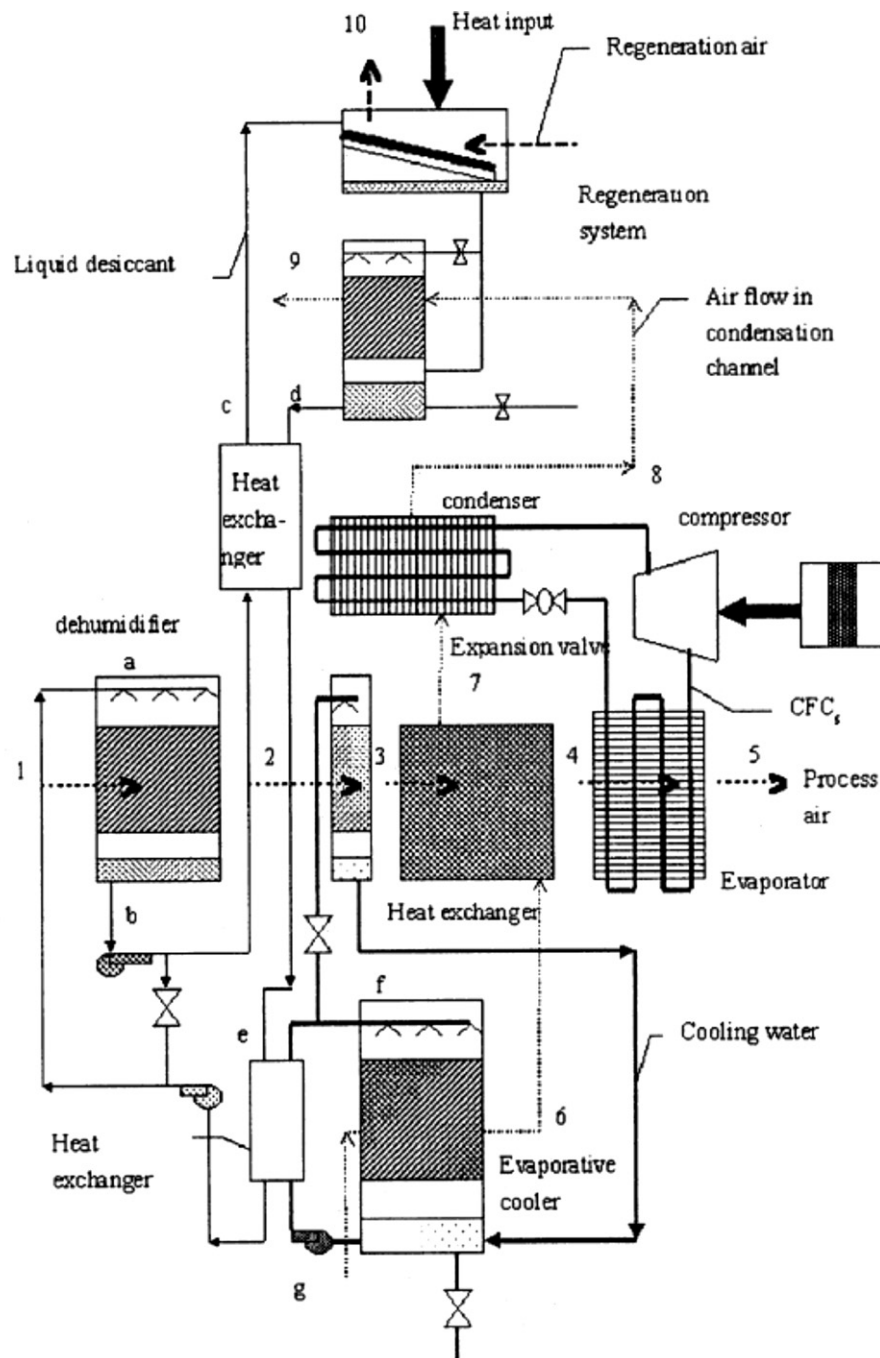 10
Heat input
Regeneration air
Regeneration
system
Liquid desiccant
9
Air flow in
condensation
channel
c
d
8
Heat
excha-
nger
condenser
compressor
dehumidifier
a
Expansion valve
7
CFCs
1
2
3
4
5
Process
air
Evaporator
Heat exchanger
b
f
e
Cooling water
6
Heat
exchanger
Evaporative
cooler
g